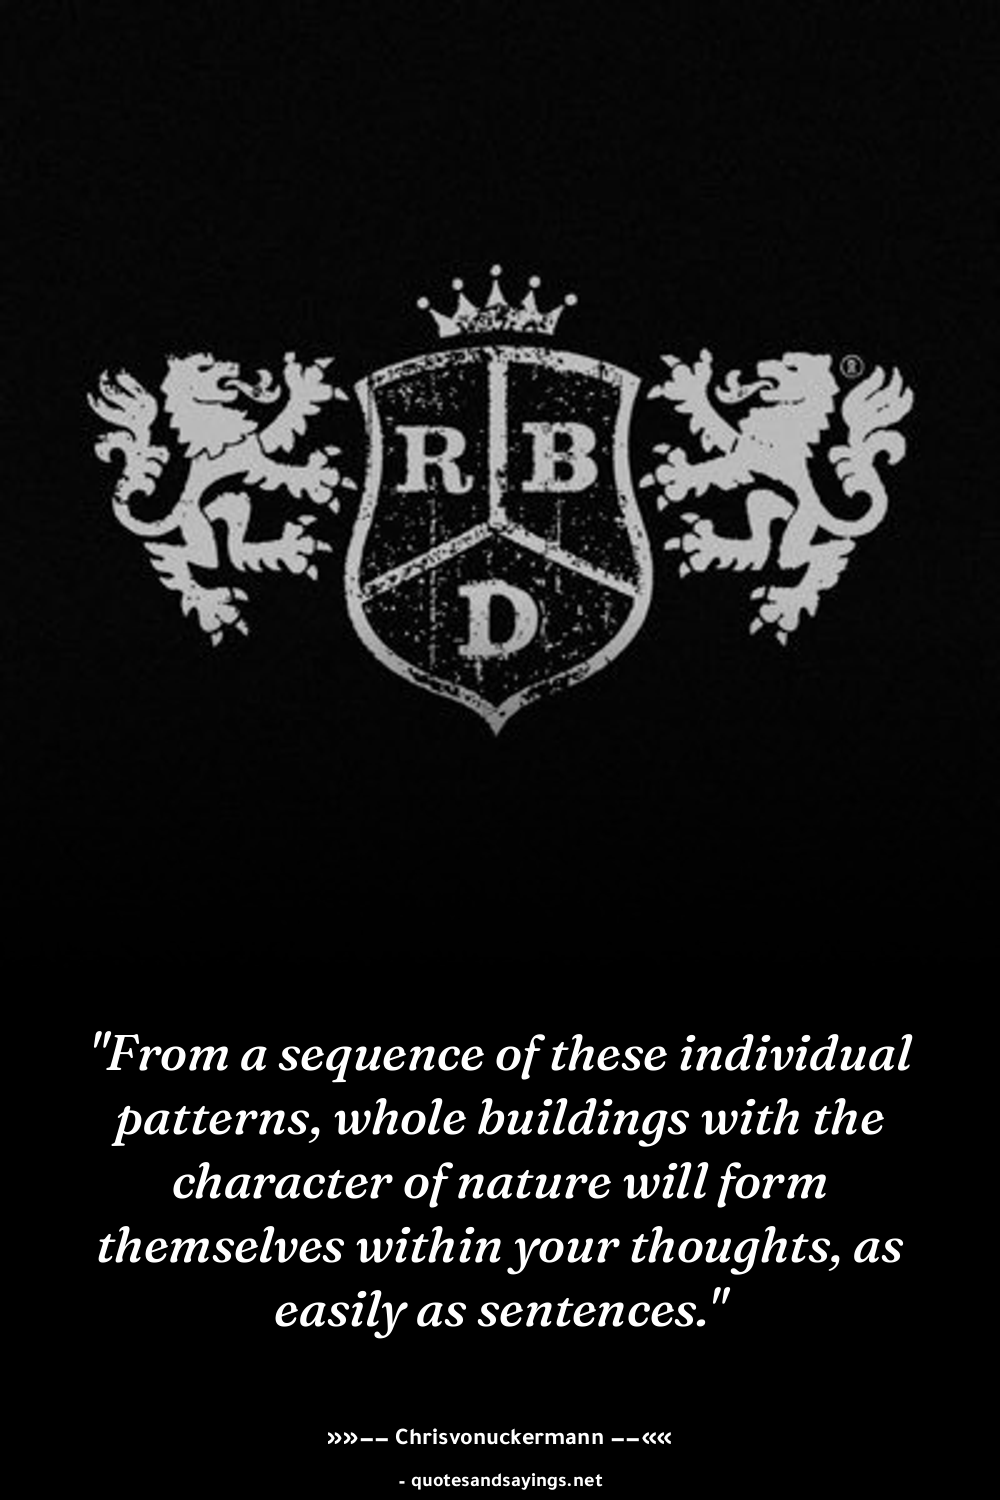 R B
D
®
"From a sequence of these individual
patterns, whole buildings with the
character of nature will form
themselves within your thoughts, as
easily as sentences."
»»–– Chrisvonuckermann ––««
- quotesandsayings.net